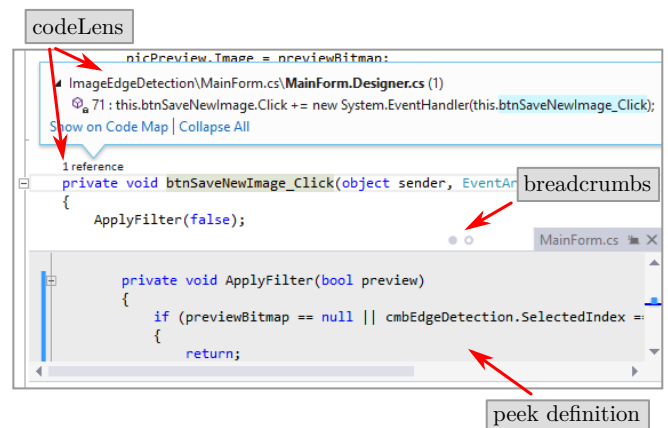 codeLens
picPreview.Image = previewBitmap;
ImageEdgeDetection\MainForm.cs\MainForm.Designer.cs (1)
71 : this.btnSaveNewImage.Click += new System.EventHandler(this.btnSaveNewImage_Click);
Show on Code Map | Collapse All
1 reference
private void btnSaveNewImage_Click(object sender, EventAr
breadcrumbs
{
ApplyFilter(false);
MainForm.cs
private void ApplyFilter(bool preview)
{
if (previewBitmap == null || cmbEdgeDetection.SelectedIndex ==
{
return;
peek definition